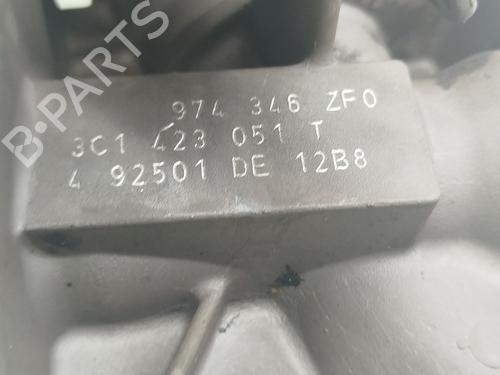 B-PARTS
974 346 ZF0
3C1 423 051 T
4 92501 DE 12B8